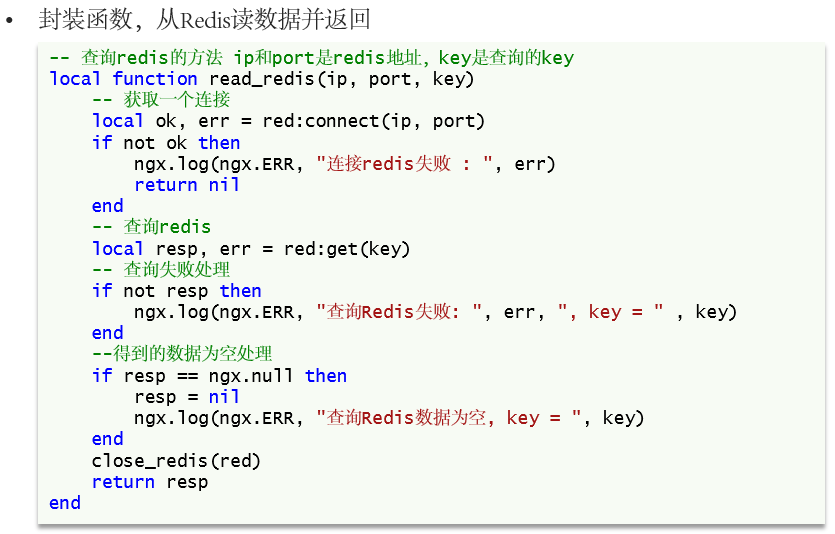 • 封装函数，从Redis读数据并返回
-- 查询redis的方法 ip和port是redis地址，key是查询的key
local function read_redis(ip, port, key)
    -- 获取一个连接
    local ok, err = red:connect(ip, port)
    if not ok then
        ngx.log(ngx.ERR, "连接redis失败 : ", err)
        return nil
    end
    -- 查询redis
    local resp, err = red:get(key)
    -- 查询失败处理
    if not resp then
        ngx.log(ngx.ERR, "查询Redis失败: ", err, ", key = " , key)
    end
    --得到的数据为空处理
    if resp == ngx.null then
        resp = nil
        ngx.log(ngx.ERR, "查询Redis数据为空, key = ", key)
    end
    close_redis(red)
    return resp
end